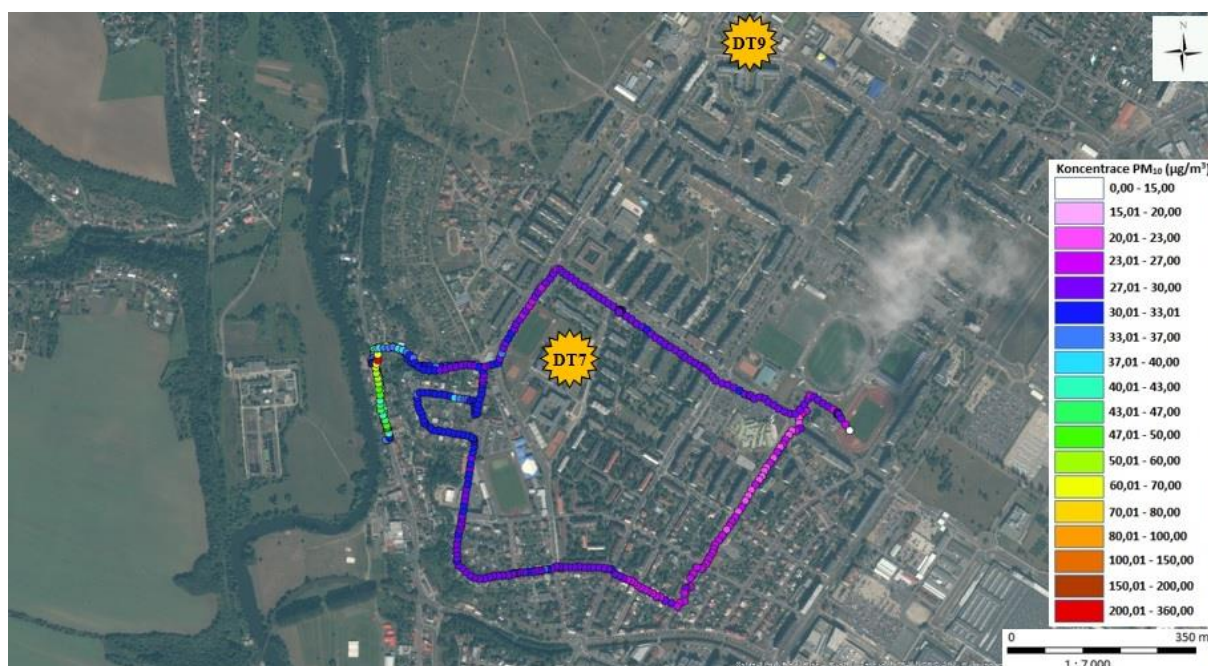 DT9
N
Koncentrace PM₁₀ (µg/m³)
0,00 - 15,00
15,01 - 20,00
20,01 - 23,00
23,01 - 27,00
27,01 - 30,00
30,01 - 33,01
33,01 - 37,00
37,01 - 40,00
40,01 - 43,00
43,01 - 47,00
47,01 - 50,00
50,01 - 60,00
60,01 - 70,00
70,01 - 80,00
80,01 - 100,00
100,01 - 150,00
150,01 - 200,00
200,01 - 360,00
DT7
0 350 m
1 : 7 000